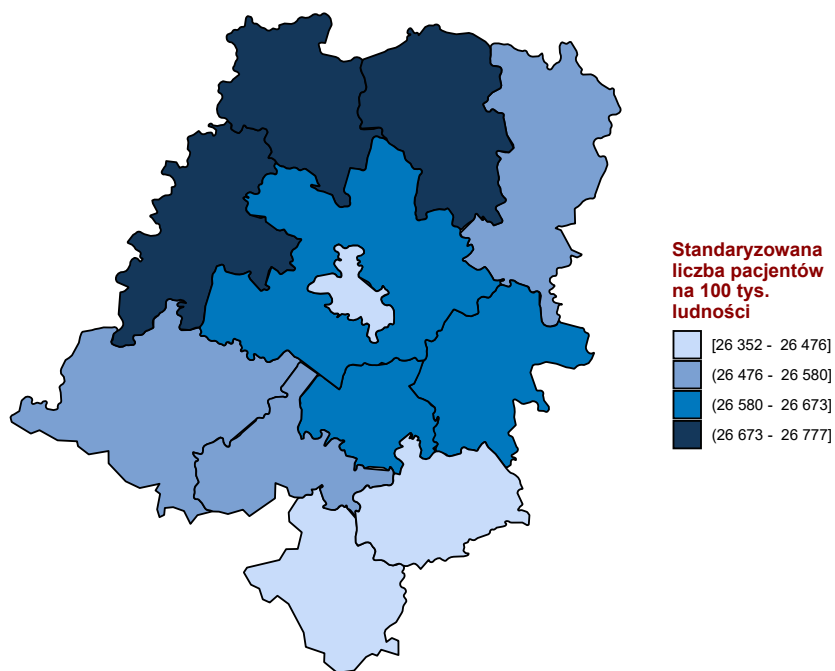 Standaryzowana
liczba pacjentów
na 100 tys.
ludności
[26 352 - 26 476]
(26 476 - 26 580]
(26 580 - 26 673]
(26 673 - 26 777]